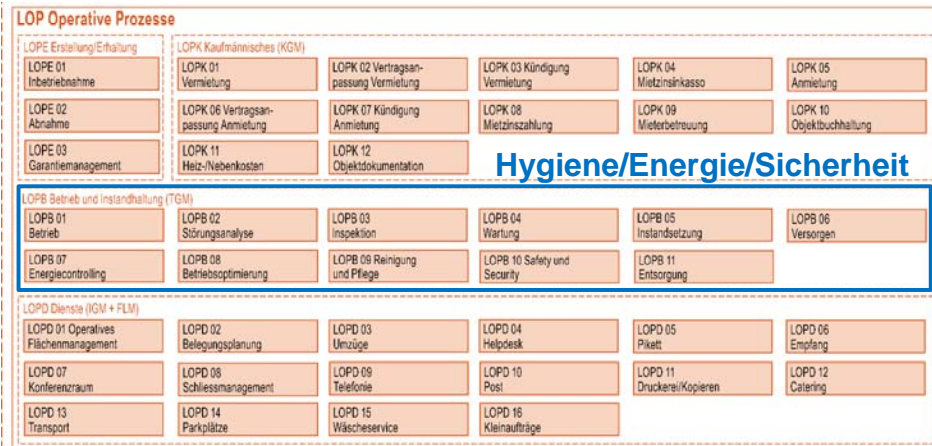 LOP Operative Prozesse
LOPE Erstellung/Erhaltung
LOPE 01
Inbetriebnahme
LOPE 02
Abnahme
LOPE 03
Garantiemanagement
LOPK Kaufmännisches (KGM)
LOPK 01
Vermietung
LOPK 02 Vertragsan-
passung Vermietung
LOPK 03 Kündigung
Vermietung
LOPK 04
Mietzinsinkasso
LOPK 05
Anmietung
LOPK 06 Vertragsan-
passung Anmietung
LOPK 07 Kündigung
Anmietung
LOPK 08
Mietzinszahlung
LOPK 09
Mieterbetreuung
LOPK 10
Objektbuchhaltung
LOPK 11
Heiz-/Nebenkosten
LOPK 12
Objektdokumentation
Hygiene/Energie/Sicherheit
LOPB Betrieb und Instandhaltung (TGM)
LOPB 01
Betrieb
LOPB 02
Störungsanalyse
LOPB 03
Inspektion
LOPB 04
Wartung
LOPB 05
Instandsetzung
LOPB 06
Versorgen
LOPB 07
Energiecontrolling
LOPB 08
Betriebsoptimierung
LOPB 09 Reinigung
und Pflege
LOPB 10 Safety und
Security
LOPB 11
Entsorgung
LOPD Dienste (IGM + FLM)
LOPD 01 Operatives
Flächenmanagement
LOPD 02
Belegungsplanung
LOPD 03
Umzüge
LOPD 04
Helpdesk
LOPD 05
Pikett
LOPD 06
Empfang
LOPD 07
Konferenzraum
LOPD 08
Schliessmanagement
LOPD 09
Telefonie
LOPD 10
Post
LOPD 11
Druckerei/Kopieren
LOPD 12
Catering
LOPD 13
Transport
LOPD 14
Parkplätze
LOPD 15
Wäscheservice
LOPD 16
Kleinaufträge